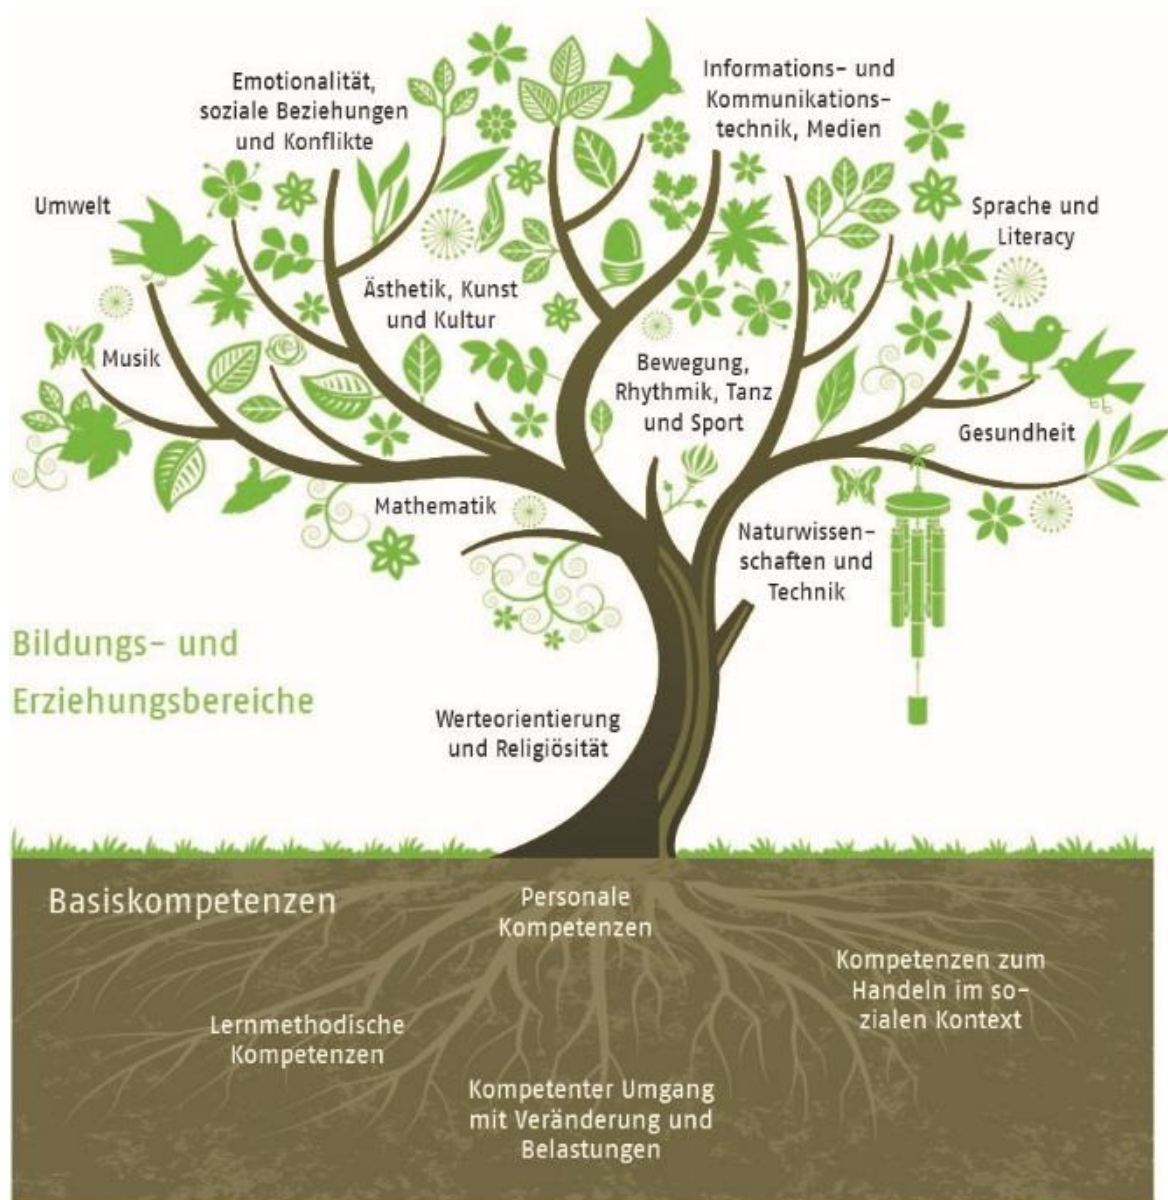 Emotionalität,
soziale Beziehungen
und Konflikte
Informations- und
Kommunikations-
technik, Medien
Umwelt
Sprache und
Literacy
Ästhetik, Kunst
und Kultur
Musik
Bewegung,
Rhythmik, Tanz
und Sport
Gesundheit
Mathematik
Naturwissen-
schaften und
Technik
Bildungs- und
Erziehungsbereiche
Werteorientierung
und Religiösität
Basiskompetenzen
Personale
Kompetenzen
Kompetenzen zum
Handeln im so-
zialen Kontext
Lernmethodische
Kompetenzen
Kompetenter Umgang
mit Veränderung und
Belastungen